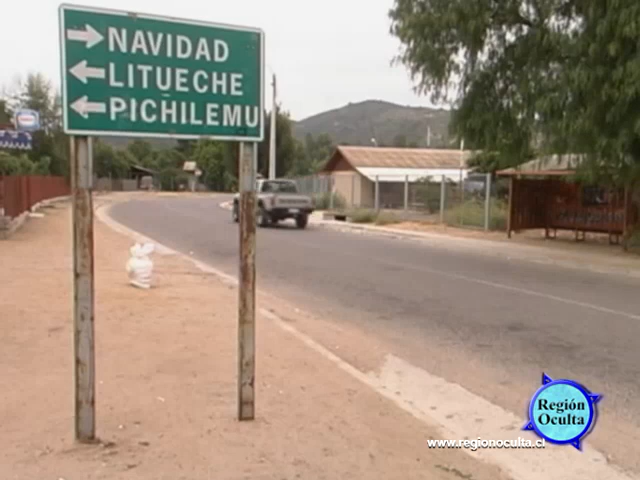 NAVIDAD
LITUECHE
PICHILEMU
Región
Oculta
www.regionoculta.cl